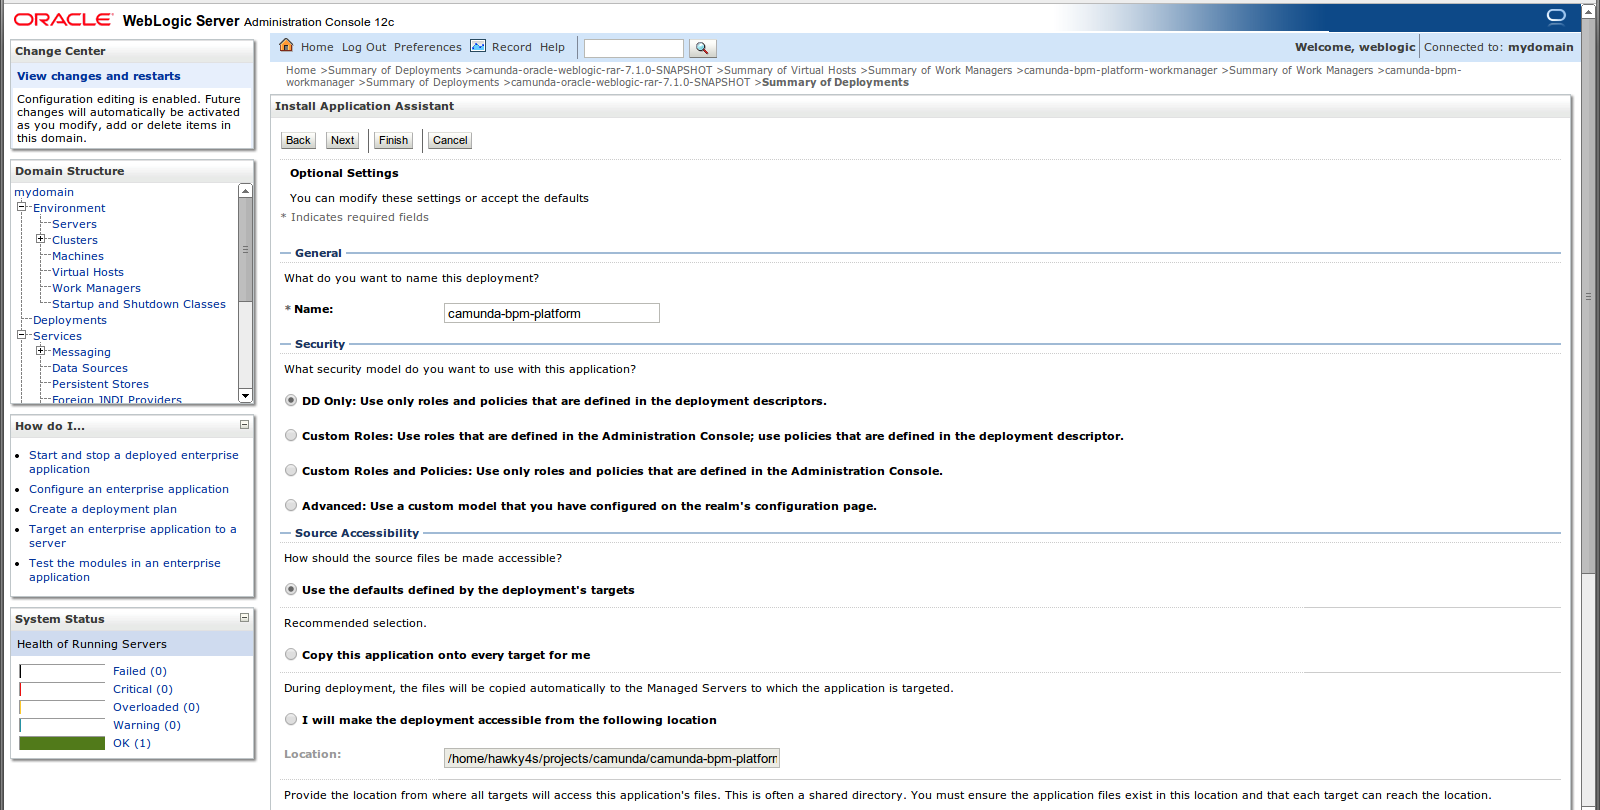 ORACLE® WebLogic Server Administration Console 12c
Change Center
View changes and restarts
Configuration editing is enabled. Future
changes will automatically be activated
as you modify, add or delete items in
this domain.
Domain Structure
mydomain
Environment
Servers
Clusters
Machines
Virtual Hosts
Work Managers
Startup and Shutdown Classes
Deployments
Services
Messaging
Data Sources
Persistent Stores
Foreign JNDI Providers
How do I...
Start and stop a deployed enterprise
application
Configure an enterprise application
Create a deployment plan
Target an enterprise application to a
server
Test the modules in an enterprise
application
System Status
Health of Running Servers
Failed (0)
Critical (0)
Overloaded (0)
Warning (0)
OK (1)
Home Log Out Preferences Record Help
Welcome, weblogic Connected to: mydomain
Home >Summary of Deployments >camunda-oracle-weblogic-rar-7.1.0-SNAPSHOT >Summary of Virtual Hosts >Summary of Work Managers >camunda-bpm-platform-workmanager >Summary of Work Managers >camunda-bpm-
workmanager >Summary of Deployments >camunda-oracle-weblogic-rar-7.1.0-SNAPSHOT >Summary of Deployments
Install Application Assistant
Back Next Finish Cancel
Optional Settings
You can modify these settings or accept the defaults
* Indicates required fields
General
What do you want to name this deployment?
* Name: camunda-bpm-platform
Security
What security model do you want to use with this application?
DD Only: Use only roles and policies that are defined in the deployment descriptors.
Custom Roles: Use roles that are defined in the Administration Console; use policies that are defined in the deployment descriptor.
Custom Roles and Policies: Use only roles and policies that are defined in the Administration Console.
Advanced: Use a custom model that you have configured on the realm's configuration page.
Source Accessibility
How should the source files be made accessible?
Use the defaults defined by the deployment's targets
Recommended selection.
Copy this application onto every target for me
During deployment, the files will be copied automatically to the Managed Servers to which the application is targeted.
I will make the deployment accessible from the following location
Location: /home/hawky4s/projects/camunda/camunda-bpm-platforn
Provide the location from where all targets will access this application's files. This is often a shared directory. You must ensure the application files exist in this location and that each target can reach the location.